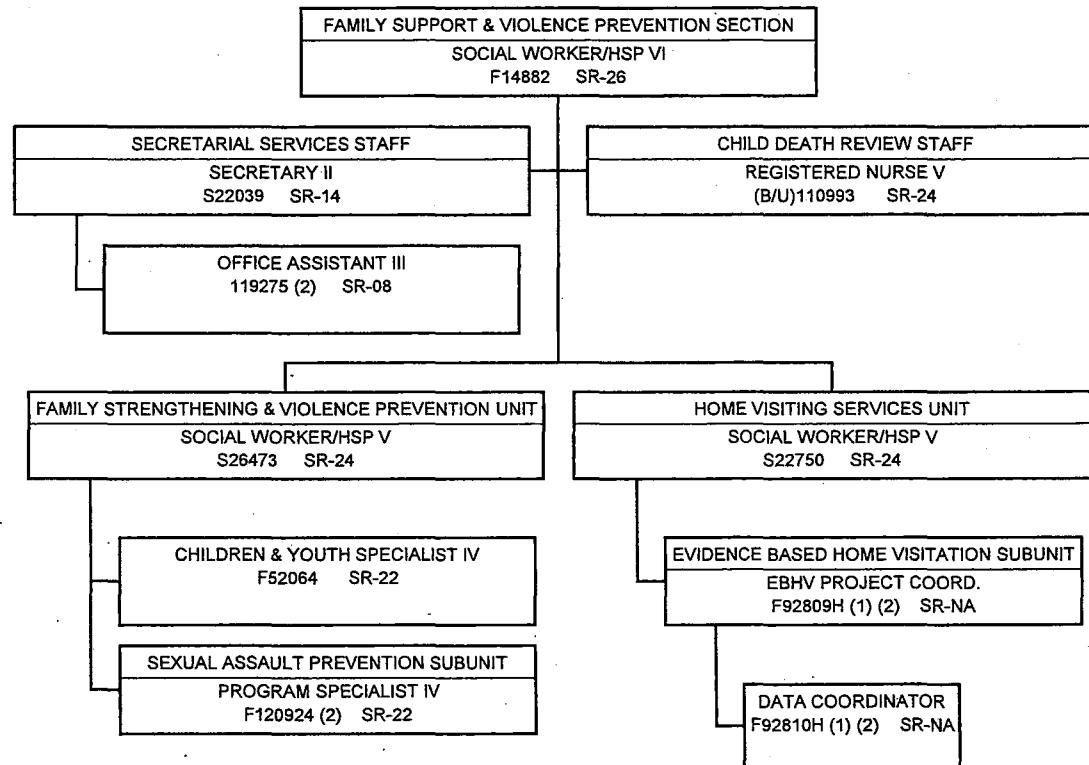 FAMILY SUPPORT & VIOLENCE PREVENTION SECTION
SOCIAL WORKER/HSP VI
F14882 SR-26
SECRETARIAL SERVICES STAFF
SECRETARY II
S22039 SR-14
CHILD DEATH REVIEW STAFF
REGISTERED NURSE V
(B/U)110993 SR-24
OFFICE ASSISTANT III
119275 (2) SR-08
FAMILY STRENGTHENING & VIOLENCE PREVENTION UNIT
SOCIAL WORKER/HSP V
S26473 SR-24
HOME VISITING SERVICES UNIT
SOCIAL WORKER/HSP V
S22750 SR-24
CHILDREN & YOUTH SPECIALIST IV
F52064 SR-22
EVIDENCE BASED HOME VISITATION SUBUNIT
EBHV PROJECT COORD.
F92809H (1) (2) SR-NA
SEXUAL ASSAULT PREVENTION SUBUNIT
PROGRAM SPECIALIST IV
F120924 (2) SR-22
DATA COORDINATOR
F92810H (1) (2) SR-NA